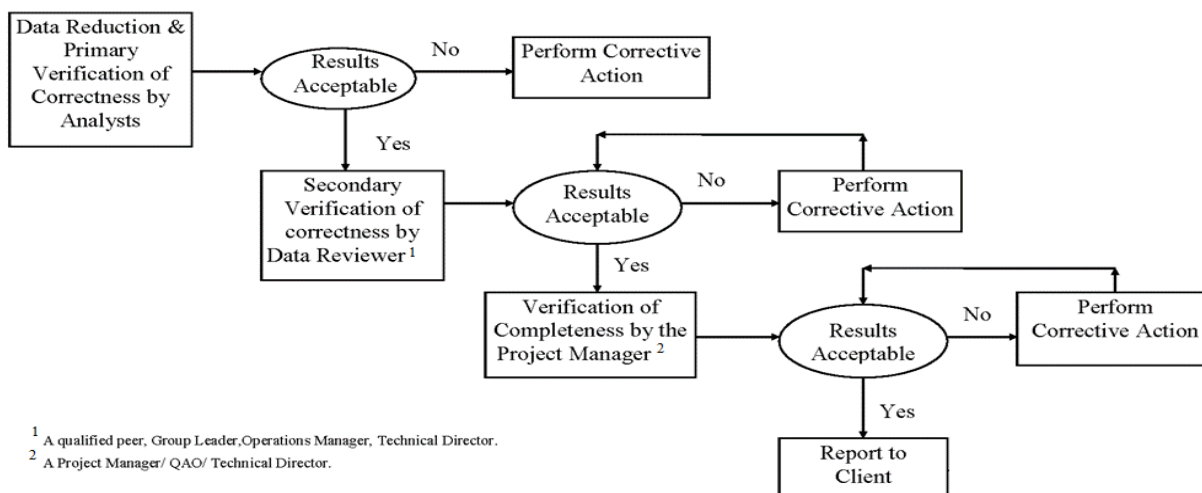 Data Reduction &
Primary
Verification of
Correctness by
Analysts
Results
Acceptable
No
Perform Corrective
Action
Yes
Secondary
Verification of
correctness by
Data Reviewer 1
Results
Acceptable
No
Perform
Corrective Action
Yes
Verification of
Completeness by the
Project Manager 2
Results
Acceptable
No
Perform
Corrective Action
Yes
Report to
Client
1 A qualified peer, Group Leader,Operations Manager, Technical Director.
2 A Project Manager/ QAO/ Technical Director.